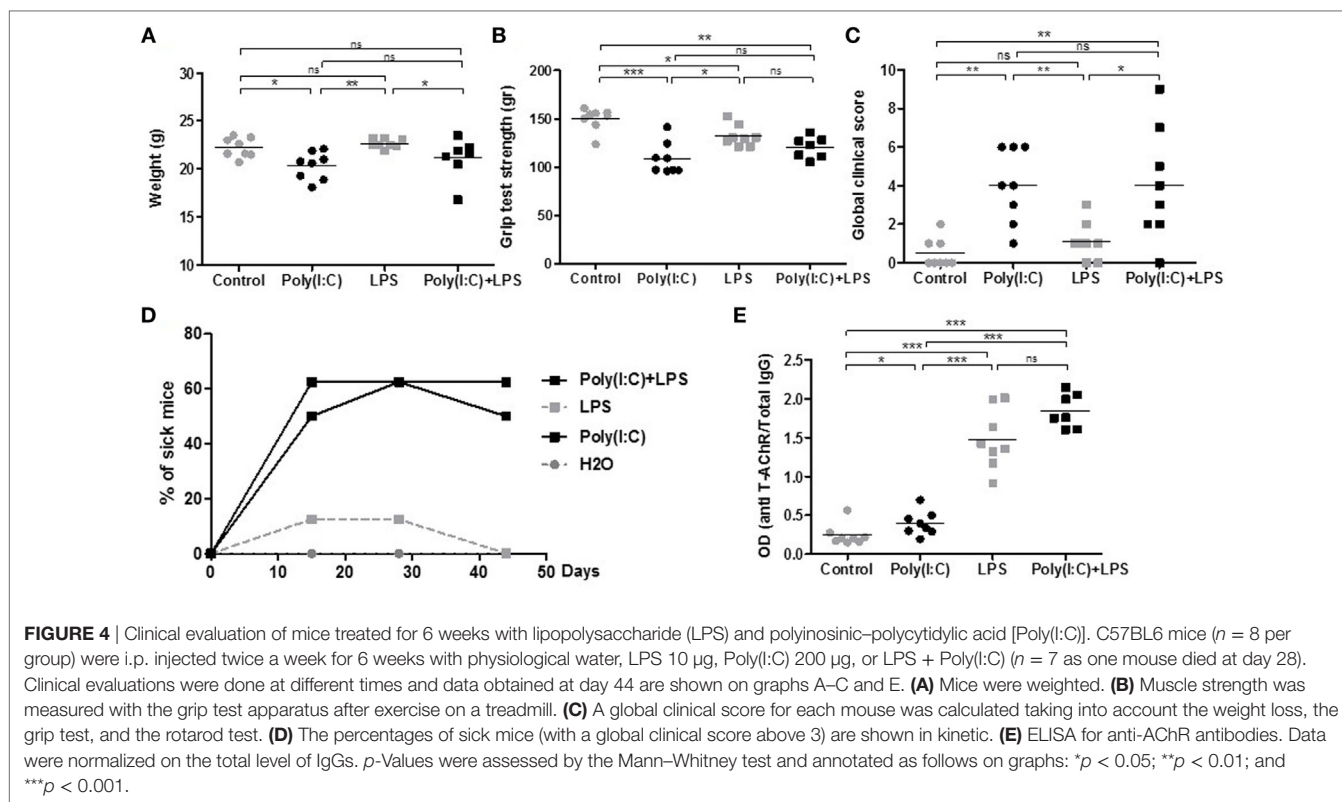 A
ns
ns
ns
*
**
*
30
25
20
15
10
Weight (g)
Control
Poly(I:C)
LPS
Poly(I:C)+LPS
B
**
ns
*
***
*
ns
200
150
100
50
0
Grip test strength (gr)
Control
Poly(I:C)
LPS
Poly(I:C)+LPS
C
**
ns
ns
**
**
*
10
8
6
4
2
0
Global clinical score
Control
Poly(I:C)
LPS
Poly(I:C)+LPS
D
80
60
40
20
0
% of sick mice
0 10 20 30 40 50 Days
Poly(I:C)+LPS
LPS
Poly(I:C)
H2O
E
***
***
***
*
***
ns
2.5
2.0
1.5
1.0
0.5
0.0
OD (anti T-AChR/Total IgG)
Control
Poly(I:C)
LPS
Poly(I:C)+LPS
FIGURE 4 | Clinical evaluation of mice treated for 6 weeks with lipopolysaccharide (LPS) and polyinosinic–polycytidylic acid [Poly(I:C)]. C57BL6 mice (n = 8 per
group) were i.p. injected twice a week for 6 weeks with physiological water, LPS 10 μg, Poly(I:C) 200 μg, or LPS + Poly(I:C) (n = 7 as one mouse died at day 28).
Clinical evaluations were done at different times and data obtained at day 44 are shown on graphs A–C and E. (A) Mice were weighted. (B) Muscle strength was
measured with the grip test apparatus after exercise on a treadmill. (C) A global clinical score for each mouse was calculated taking into account the weight loss, the
grip test, and the rotarod test. (D) The percentages of sick mice (with a global clinical score above 3) are shown in kinetic. (E) ELISA for anti-AChR antibodies. Data
were normalized on the total level of IgGs. p-Values were assessed by the Mann–Whitney test and annotated as follows on graphs: *p < 0.05; **p < 0.01; and
***p < 0.001.